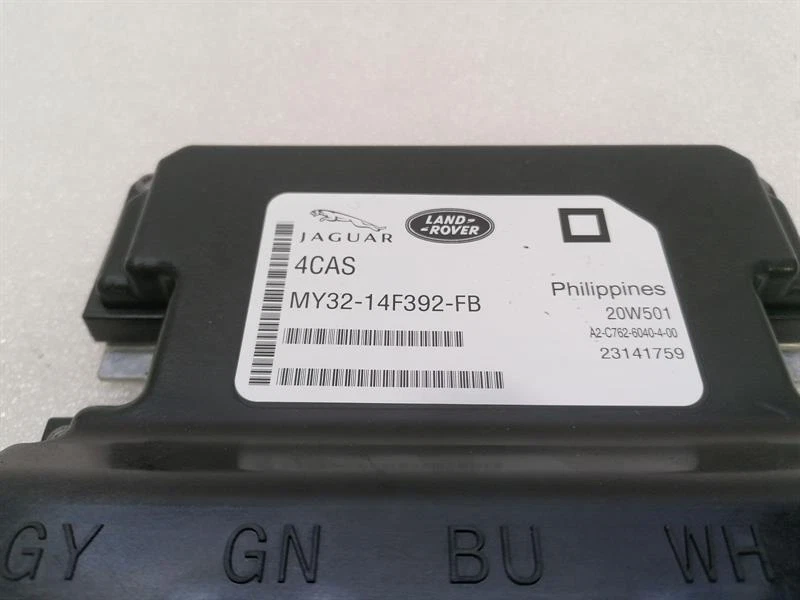 JAGUAR
LAND-
-ROVER
4CAS
MY32-14F392-FB
Philippines
20W501
A2-C762-6040-4-00
23141759
GY GN BU WH